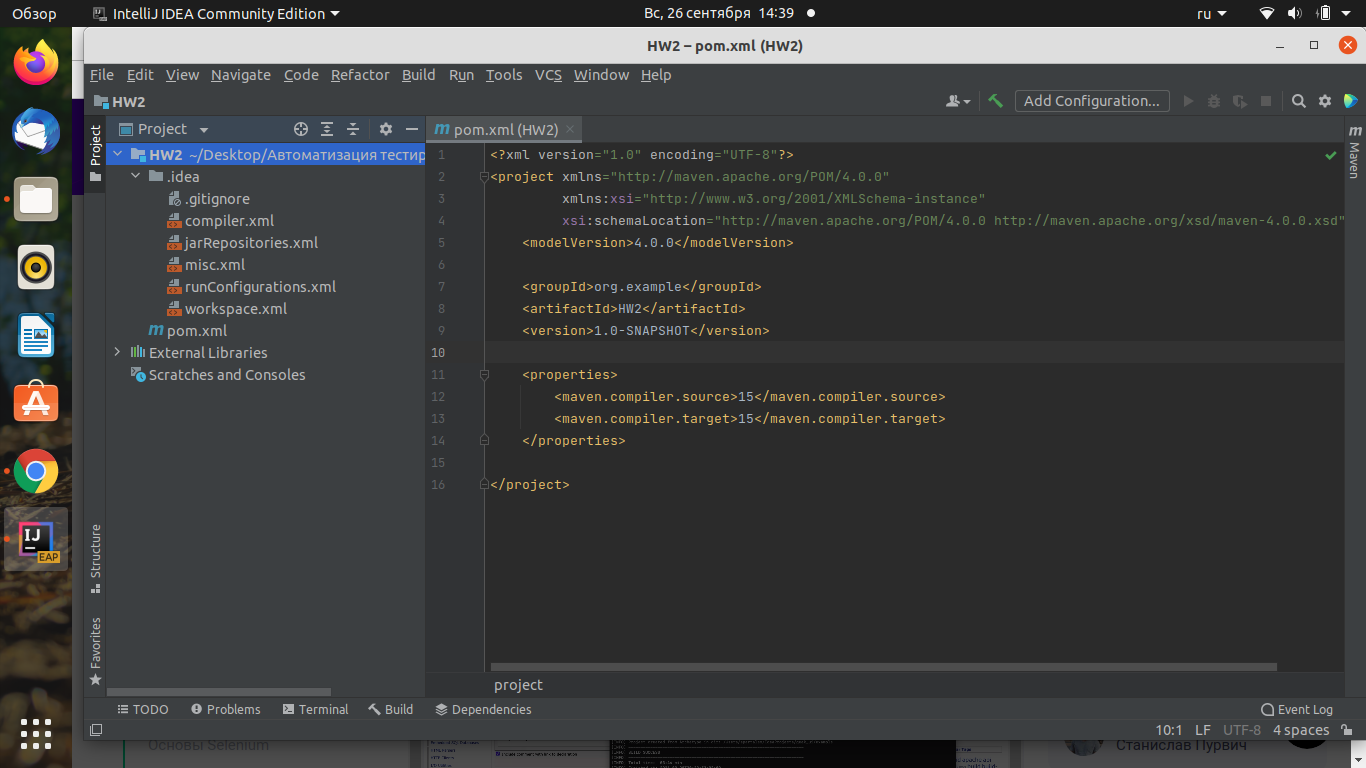 Обзор
IntelliJ IDEA Community Edition
Вс, 26 сентября 14:39
ru
HW2 – pom.xml (HW2)
File Edit View Navigate Code Refactor Build Run Tools VCS Window Help
HW2
Add Configuration...
Project
Project
pom.xml (HW2)
Maven
HW2 ~/Desktop/Автоматизация тестир
.idea
.gitignore
compiler.xml
jarRepositories.xml
misc.xml
runConfigurations.xml
workspace.xml
pom.xml
External Libraries
Scratches and Consoles
1 <?xml version="1.0" encoding="UTF-8"?>
2 <project xmlns="http://maven.apache.org/POM/4.0.0"
3 xmlns:xsi="http://www.w3.org/2001/XMLSchema-instance"
4 xsi:schemaLocation="http://maven.apache.org/POM/4.0.0 http://maven.apache.org/xsd/maven-4.0.0.xsd"
5 <modelVersion>4.0.0</modelVersion>
6
7 <groupId>org.example</groupId>
8 <artifactId>HW2</artifactId>
9 <version>1.0-SNAPSHOT</version>
10
11 <properties>
12 <maven.compiler.source>15</maven.compiler.source>
13 <maven.compiler.target>15</maven.compiler.target>
14 </properties>
15
16 </project>
IJ
EAP
Structure
Favorites
project
TODO Problems Terminal Build Dependencies
Event Log
10:1 LF UTF-8 4 spaces
Основы Selenium
Станислав Пурвич